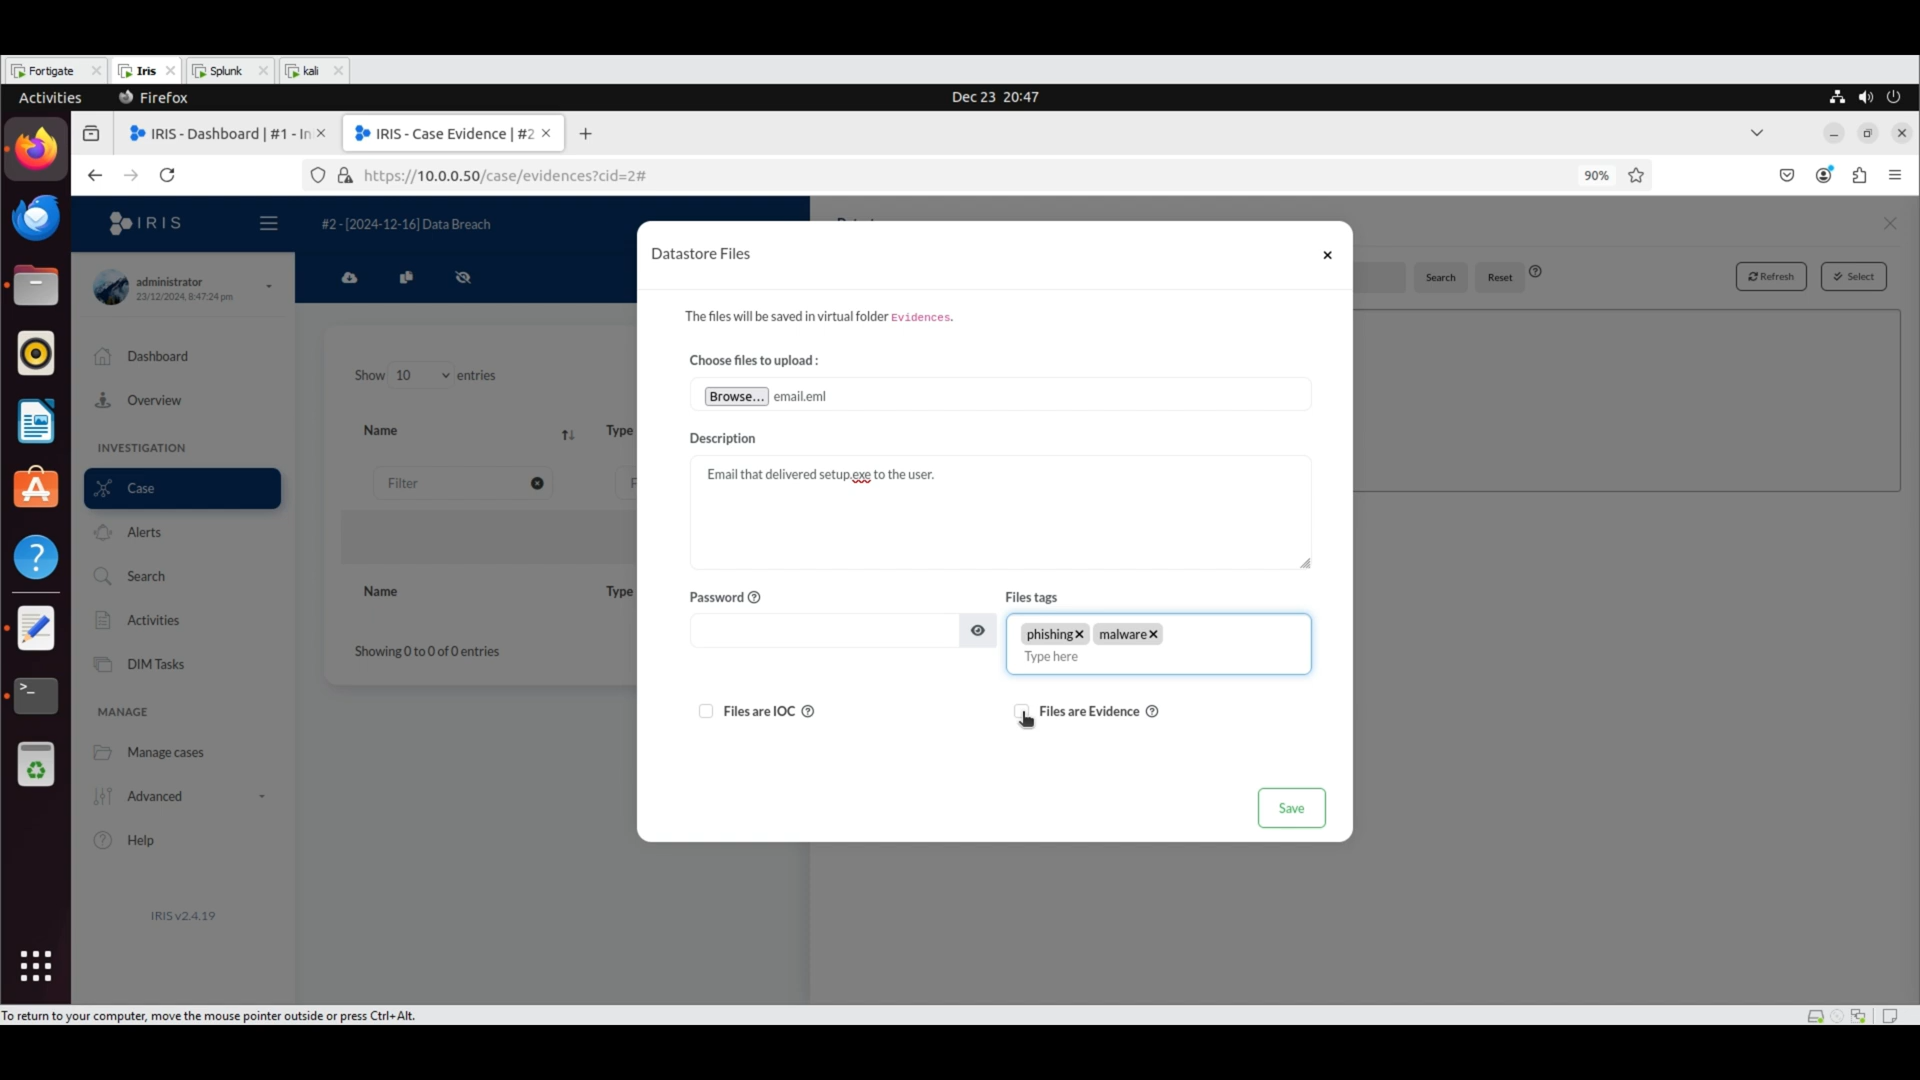 Fortigate
Iris
Splunk
kali
Activities
Firefox
Dec 23 20:47
IRIS - Dashboard | #1 - In
IRIS - Case Evidence | #2
https://10.0.0.50/case/evidences?cid=2#
90%
IRIS
#2 - [2024-12-16] Data Breach
administrator
23/12/2024, 8:47:24 pm
Dashboard
Overview
INVESTIGATION
Case
Alerts
Search
Activities
DIM Tasks
MANAGE
Manage cases
Advanced
Help
IRIS v2.4.19
Show 10 entries
Name
Type
Filter
F
Name
Type
Showing 0 to 0 of 0 entries
Search
Reset
Refresh
Select
Datastore Files
The files will be saved in virtual folder Evidences.
Choose files to upload :
Browse... email.eml
Description
Email that delivered setup.exe to the user.
Password
Files tags
phishing malware
Type here
Files are IOC
Files are Evidence
Save
To return to your computer, move the mouse pointer outside or press Ctrl+Alt.